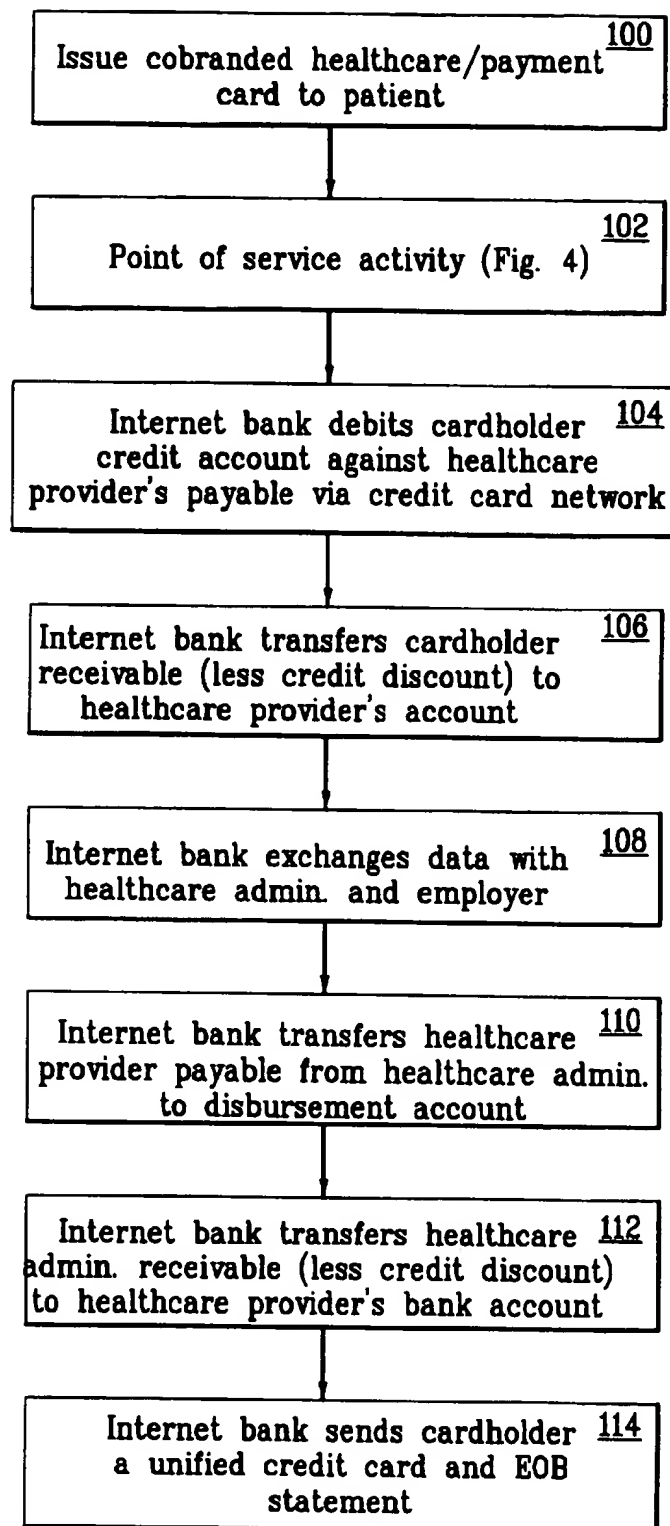 Issue cobranded healthcare/payment 100
card to patient
102
Point of service activity (Fig. 4)
Internet bank debits cardholder 104
credit account against healthcare
provider's payable via credit card network
Internet bank transfers cardholder 106
receivable (less credit discount) to
healthcare provider's account
Internet bank exchanges data with 108
healthcare admin. and employer
Internet bank transfers healthcare 110
provider payable from healthcare admin.
to disbursement account
Internet bank transfers healthcare 112
admin. receivable (less credit discount)
to healthcare provider's bank account
Internet bank sends cardholder 114
a unified credit card and EOB
statement